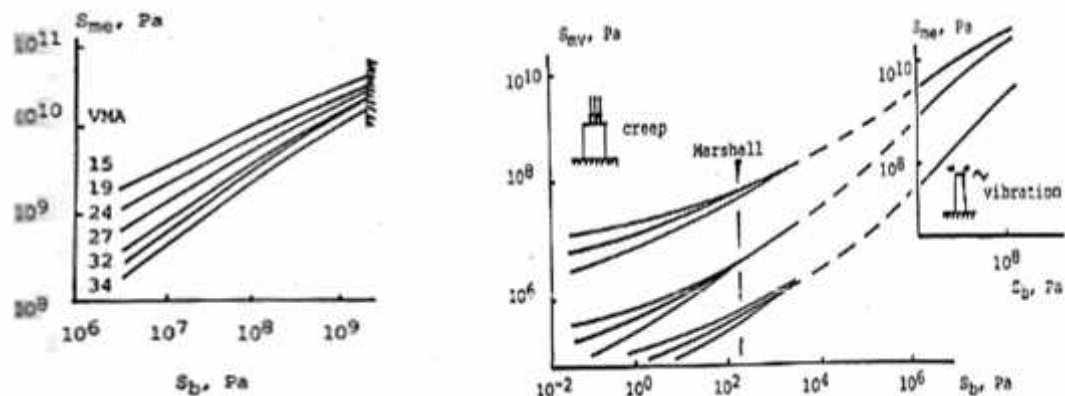 S_me, Pa
10^11
10^10
VMA
15
19
24
27
32
34
10^9
10^9
10^6
10^7
10^8
10^9
S_b, Pa
S_mv, Pa
10^10
10^8
10^6
creep
Marshall
S_me, Pa
10^10
10^8
vibration
10^8
S_b, Pa
10^-2
10^0
10^2
10^4
10^6
S_b, Pa